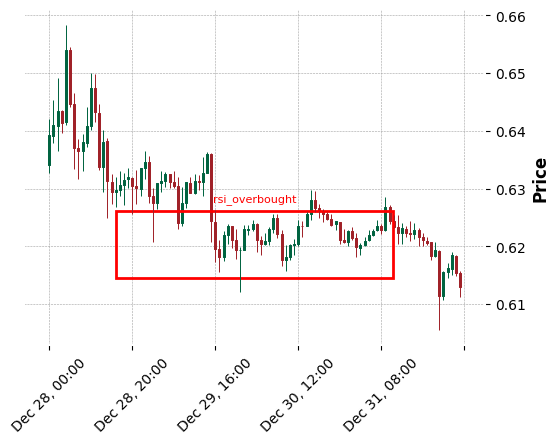 0.66
0.65
0.64
0.63
0.62
0.61
Price
rsi_overbought
Dec 28, 00:00
Dec 28, 20:00
Dec 29, 16:00
Dec 30, 12:00
Dec 31, 08:00